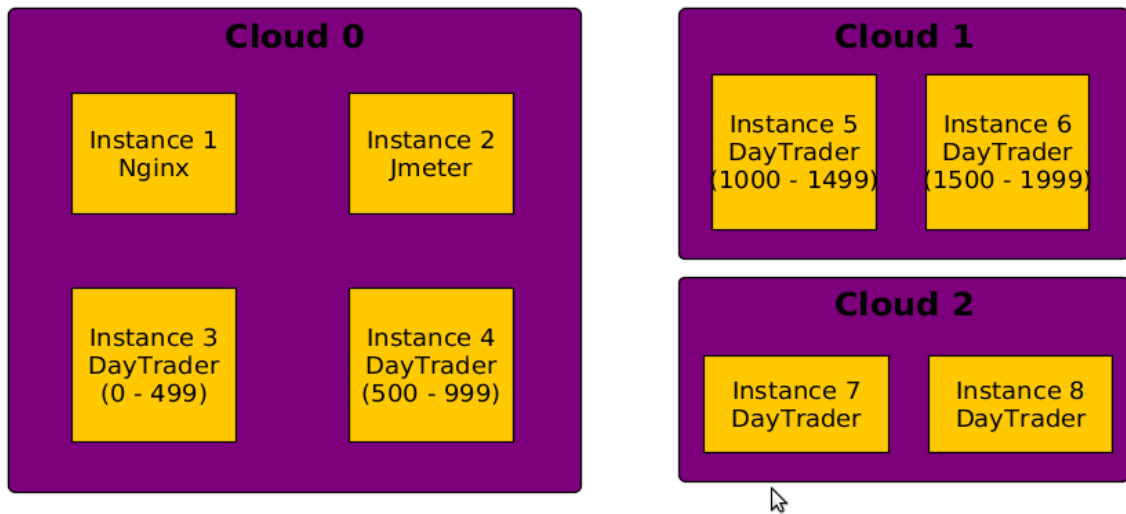 Cloud 0
Instance 1
Nginx
Instance 2
Jmeter
Instance 3
DayTrader
(0 - 499)
Instance 4
DayTrader
(500 - 999)
Cloud 1
Instance 5
DayTrader
(1000 - 1499)
Instance 6
DayTrader
(1500 - 1999)
Cloud 2
Instance 7
DayTrader
Instance 8
DayTrader